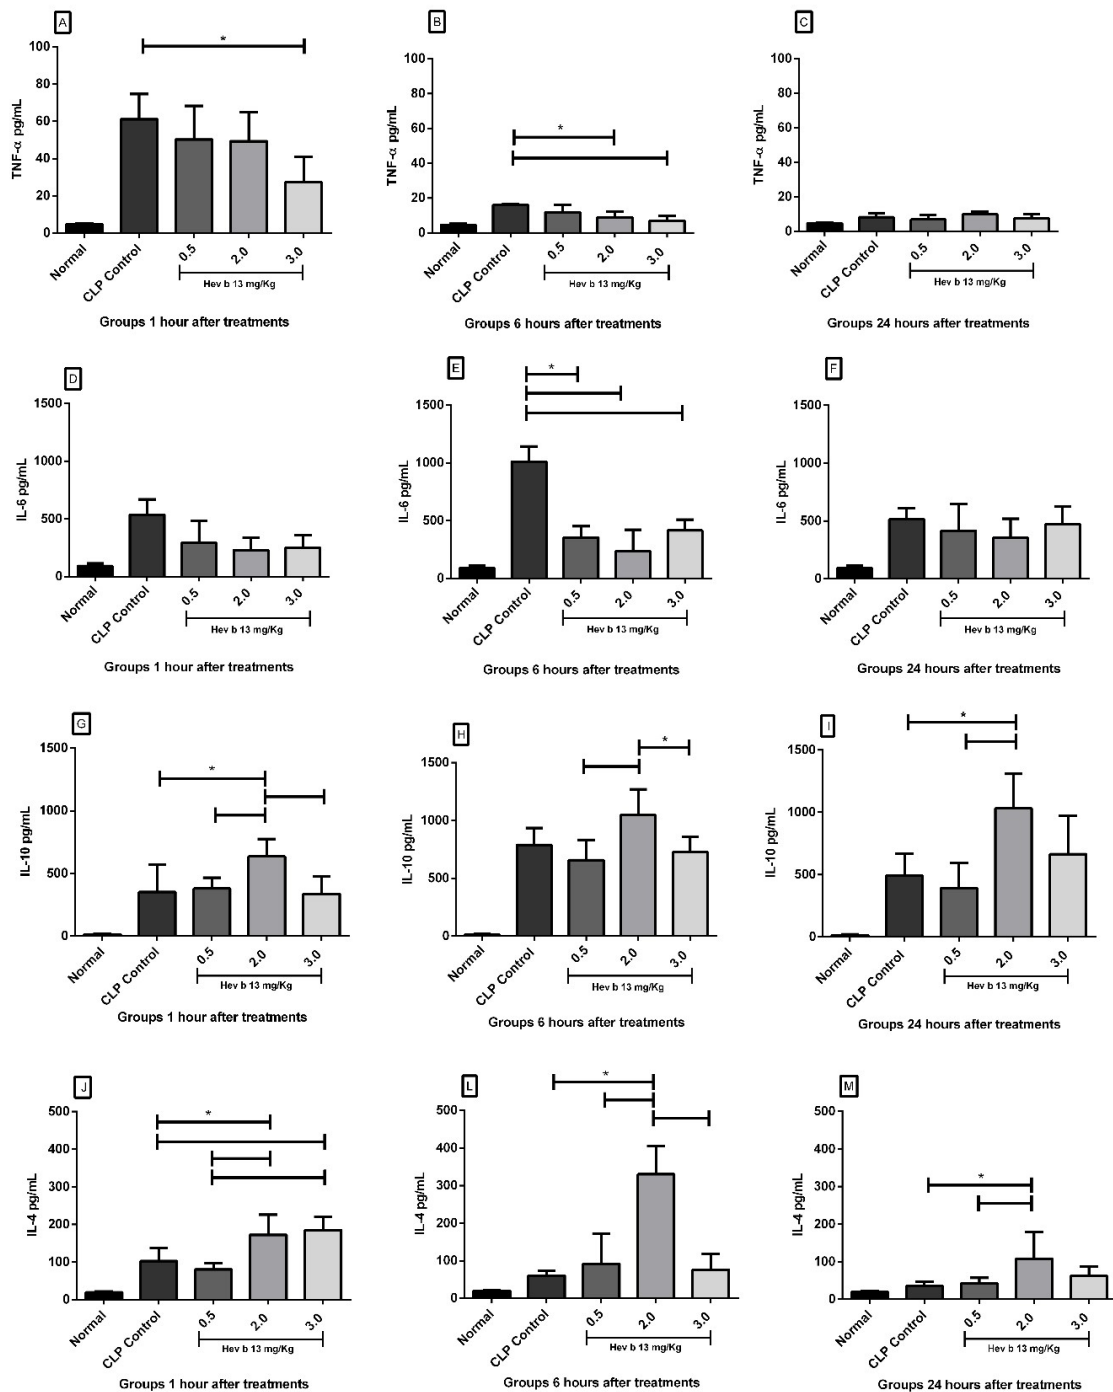 A
TNF-α pg/mL
100
80
60
40
20
0
*
Normal
CLP Control
0.5
2.0
3.0
Hev b 13 mg/Kg
Groups 1 hour after treatments
B
TNF-α pg/mL
100
80
60
40
20
0
*
Normal
CLP Control
0.5
2.0
3.0
Hev b 13 mg/Kg
Groups 6 hours after treatments
C
TNF-α pg/mL
100
80
60
40
20
0
Normal
CLP Control
0.5
2.0
3.0
Hev b 13 mg/Kg
Groups 24 hours after treatments
D
IL-6 pg/mL
1500
1000
500
0
Normal
CLP Control
0.5
2.0
3.0
Hev b 13 mg/Kg
Groups 1 hour after treatments
E
IL-6 pg/mL
1500
1000
500
0
*
Normal
CLP Control
0.5
2.0
3.0
Hev b 13 mg/Kg
Groups 6 hours after treatments
F
IL-6 pg/mL
1500
1000
500
0
Normal
CLP Control
0.5
2.0
3.0
Hev b 13 mg/Kg
Groups 24 hours after treatments
G
IL-10 pg/mL
1500
1000
500
0
*
Normal
CLP Control
0.5
2.0
3.0
Hev b 13 mg/Kg
Groups 1 hour after treatments
H
IL-10 pg/mL
1500
1000
500
0
*
Normal
CLP Control
0.5
2.0
3.0
Hev b 13 mg/Kg
Groups 6 hours after treatments
I
IL-10 pg/mL
1500
1000
500
0
*
Normal
CLP Control
0.5
2.0
3.0
Hev b 13 mg/Kg
Groups 24 hours after treatments
J
IL-4 pg/mL
500
400
300
200
100
0
*
Normal
CLP Control
0.5
2.0
3.0
Hev b 13 mg/Kg
Groups 1 hour after treatments
L
IL-4 pg/mL
500
400
300
200
100
0
*
Normal
CLP Control
0.5
2.0
3.0
Hev b 13 mg/Kg
Groups 6 hours after treatments
M
IL-4 pg/mL
500
400
300
200
100
0
*
Normal
CLP Control
0.5
2.0
3.0
Hev b 13 mg/Kg
Groups 24 hours after treatments